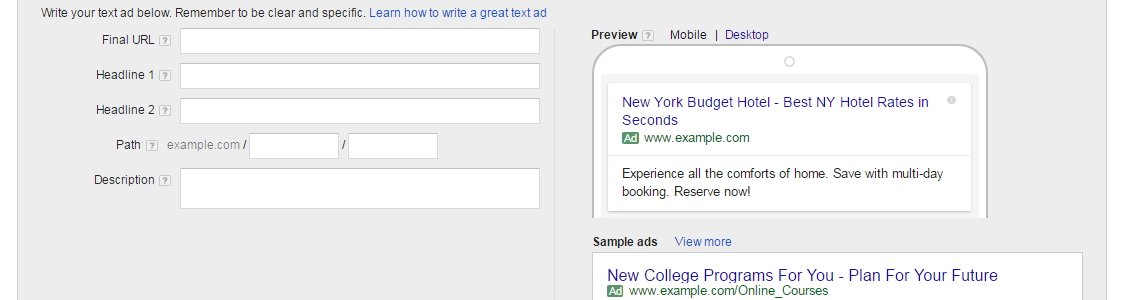 Write your text ad below. Remember to be clear and specific. Learn how to write a great text ad
Final URL ?
Headline 1 ?
Headline 2 ?
Path ? example.com / /
Description ?
Preview ? Mobile | Desktop
New York Budget Hotel - Best NY Hotel Rates in
Seconds
Ad www.example.com
Experience all the comforts of home. Save with multi-day
booking. Reserve now!
Sample ads View more
New College Programs For You - Plan For Your Future
Ad www.example.com/Online_Courses